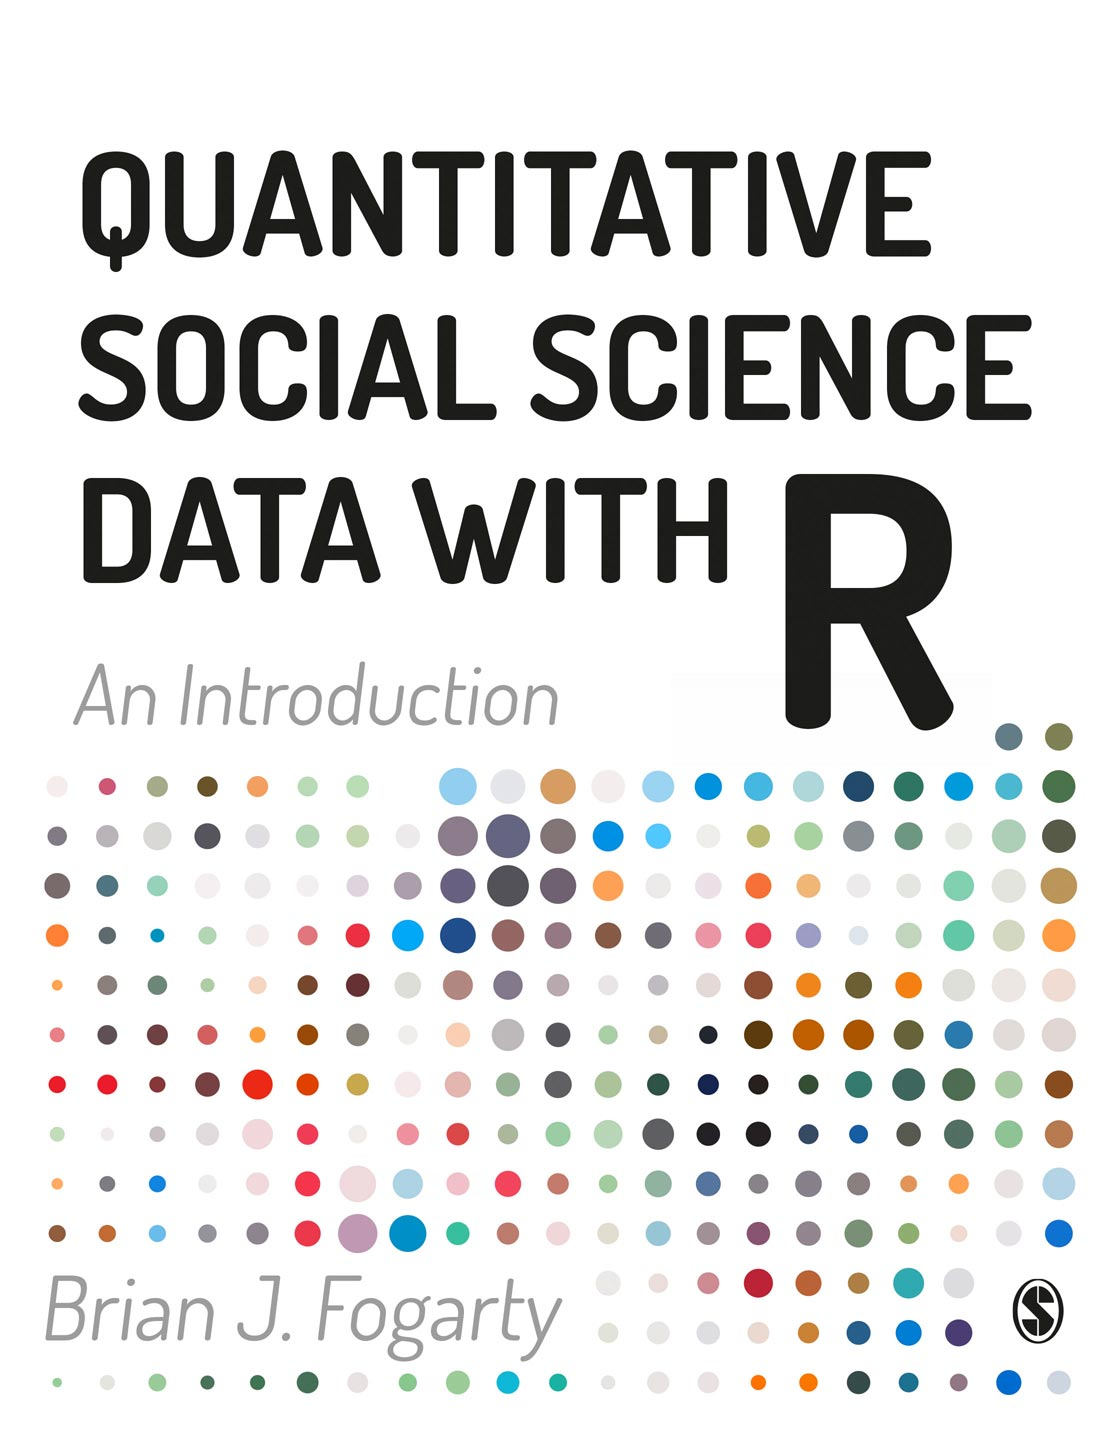 QUANTITATIVE
SOCIAL SCIENCE
DATA WITH R
An Introduction
Brian J. Fogarty
S